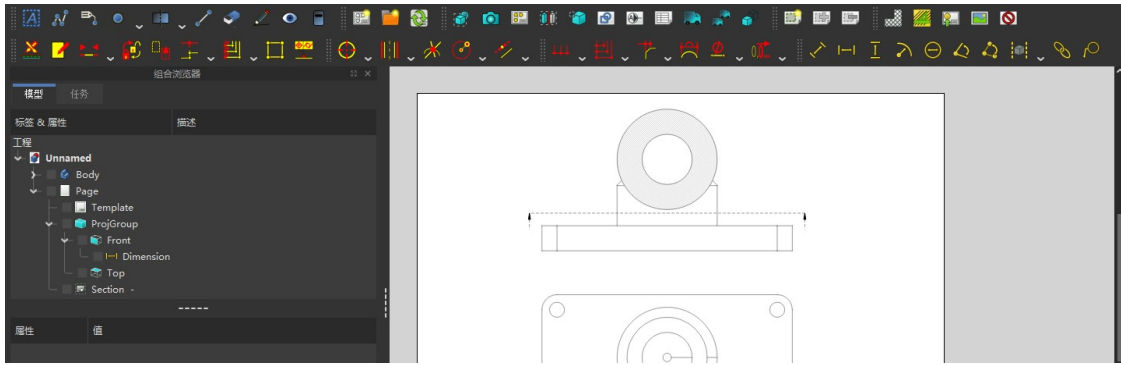 组合浏览器
模型 任务
标签 & 属性 描述
工程
Unnamed
Body
Page
Template
ProjGroup
Front
Dimension
Top
Section -
属性 值